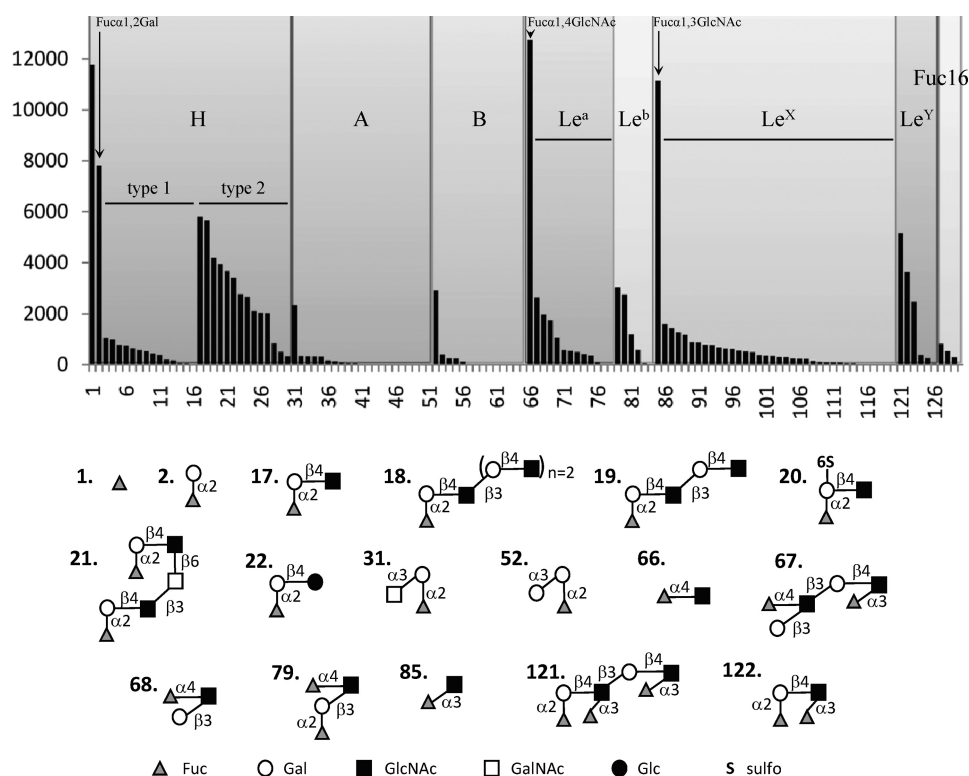 Fucα1,2Gal Fucα1,4GlcNAc Fucα1,3GlcNAc
12000
10000
8000
6000
4000
2000
0
H A B Leᵃ Leᵇ Leˣ Leʸ Fuc16
type 1 type 2
1 6 11 16 21 26 31 36 41 46 51 56 61 66 71 76 81 86 91 96 101 106 111 116 121 126
1. 2. α2 17. β4 α2 18. β4 α2 β3 (β4) n=2 19. β4 α2 β3 β4 20. 6S β4 α2
21. β4 α2 β6 β4 α2 β3 22. β4 α2 31. α3 α2 52. α3 α2 66. α4 67. α4 β3 β3 β4 α3
68. α4 β3 79. α4 β3 α2 85. α3 121. β4 α2 α3 β3 β4 α3 122. β4 α2 α3
Fuc Gal GlcNAc GalNAc Glc S sulfo